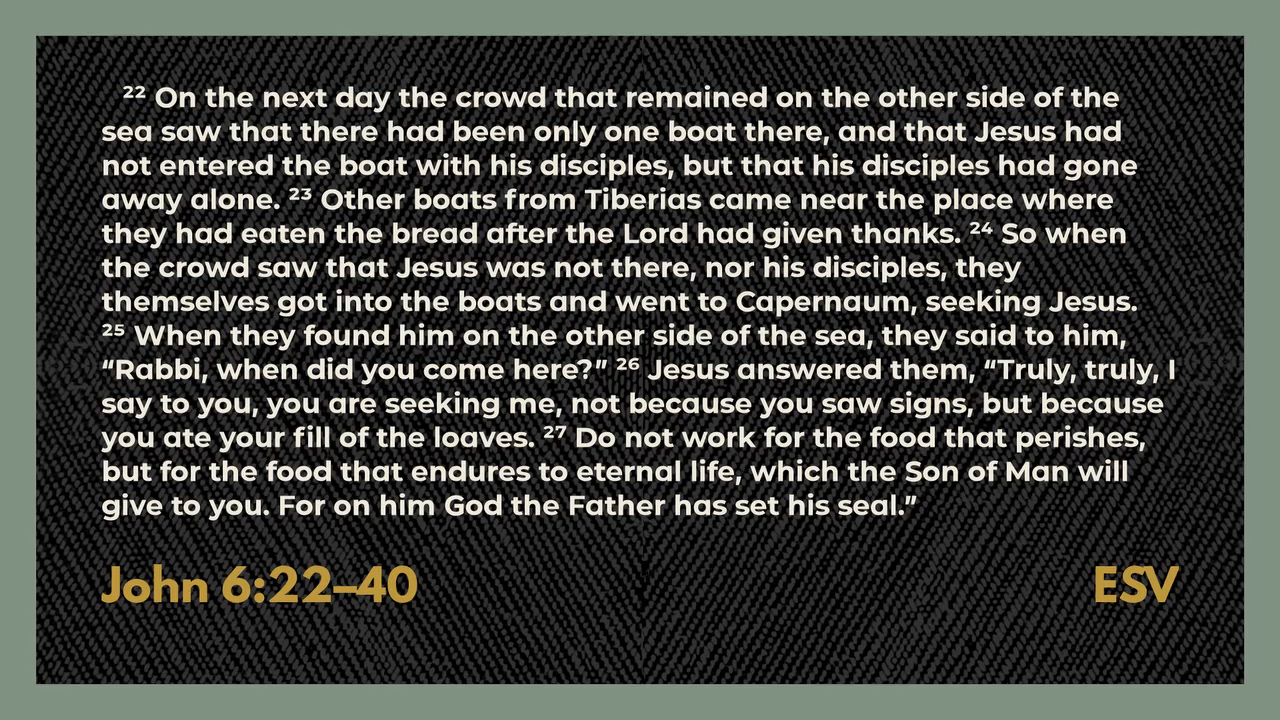 ²² On the next day the crowd that remained on the other side of the
sea saw that there had been only one boat there, and that Jesus had
not entered the boat with his disciples, but that his disciples had gone
away alone. ²³ Other boats from Tiberias came near the place where
they had eaten the bread after the Lord had given thanks. ²⁴ So when
the crowd saw that Jesus was not there, nor his disciples, they
themselves got into the boats and went to Capernaum, seeking Jesus.
²⁵ When they found him on the other side of the sea, they said to him,
“Rabbi, when did you come here?” ²⁶ Jesus answered them, “Truly, truly, I
say to you, you are seeking me, not because you saw signs, but because
you ate your fill of the loaves. ²⁷ Do not work for the food that perishes,
but for the food that endures to eternal life, which the Son of Man will
give to you. For on him God the Father has set his seal.”
John 6:22–40 ESV